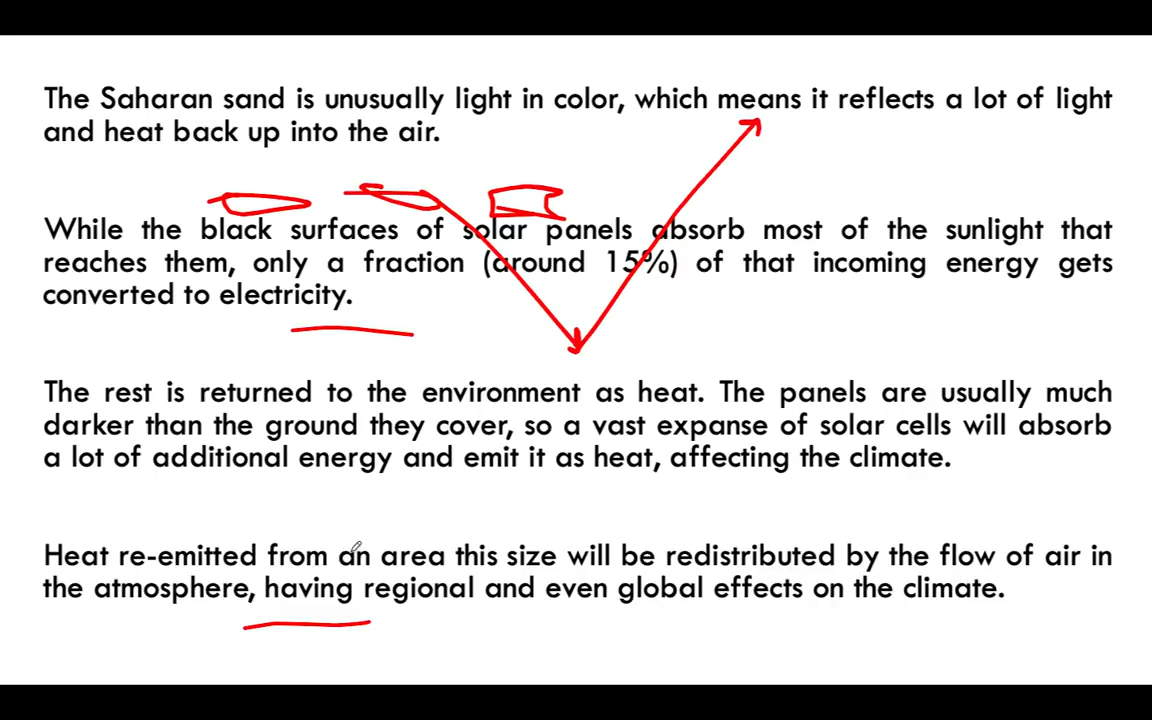 The Saharan sand is unusually light in color, which means it reflects a lot of light
and heat back up into the air.
While the black surfaces of solar panels absorb most of the sunlight that
reaches them, only a fraction (around 15%) of that incoming energy gets
converted to electricity.
The rest is returned to the environment as heat. The panels are usually much
darker than the ground they cover, so a vast expanse of solar cells will absorb
a lot of additional energy and emit it as heat, affecting the climate.
Heat re-emitted from an area this size will be redistributed by the flow of air in
the atmosphere, having regional and even global effects on the climate.